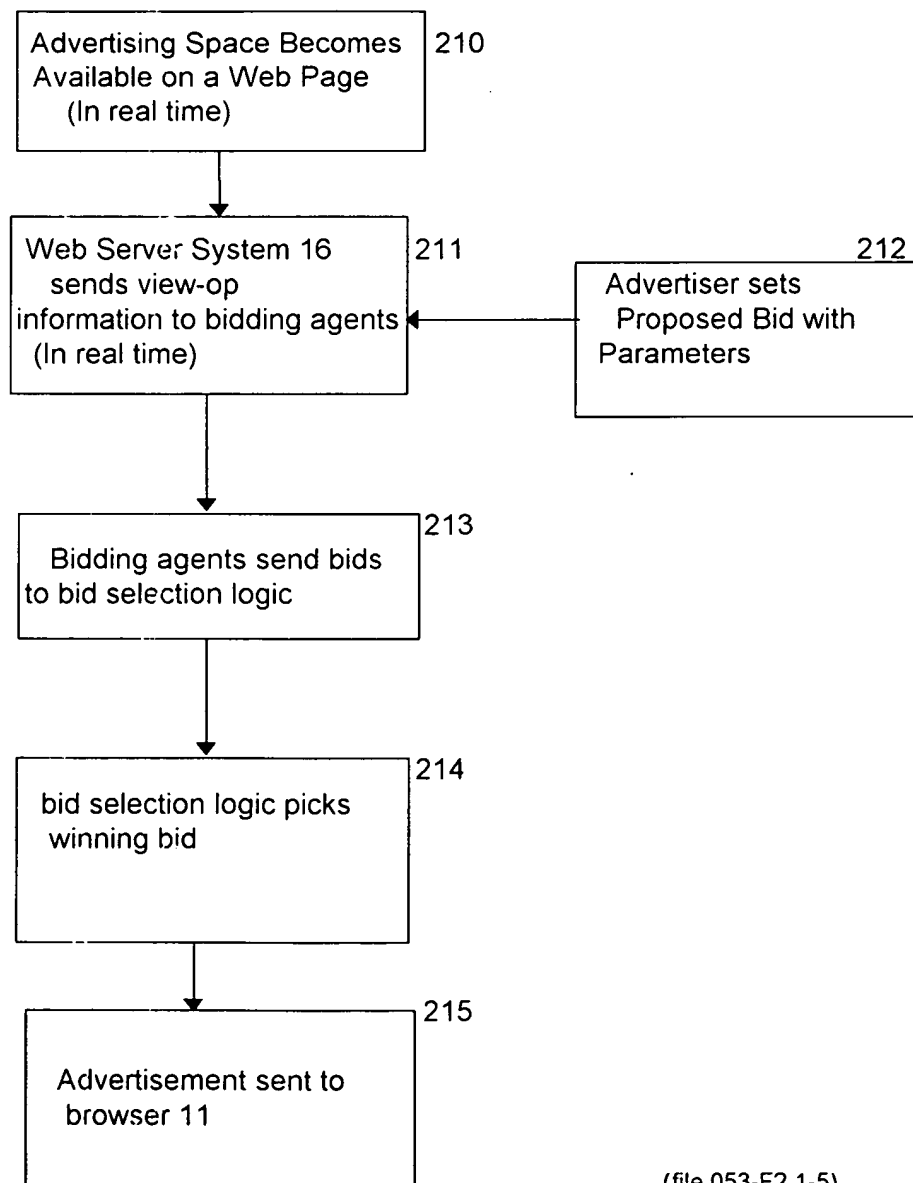 Advertising Space Becomes
Available on a Web Page
(In real time)
210
Web Server System 16
sends view-op
information to bidding agents
(In real time)
211
212
Advertiser sets
Proposed Bid with
Parameters
213
Bidding agents send bids
to bid selection logic
214
bid selection logic picks
winning bid
215
Advertisement sent to
browser 11
(file 053-F2 1-5)